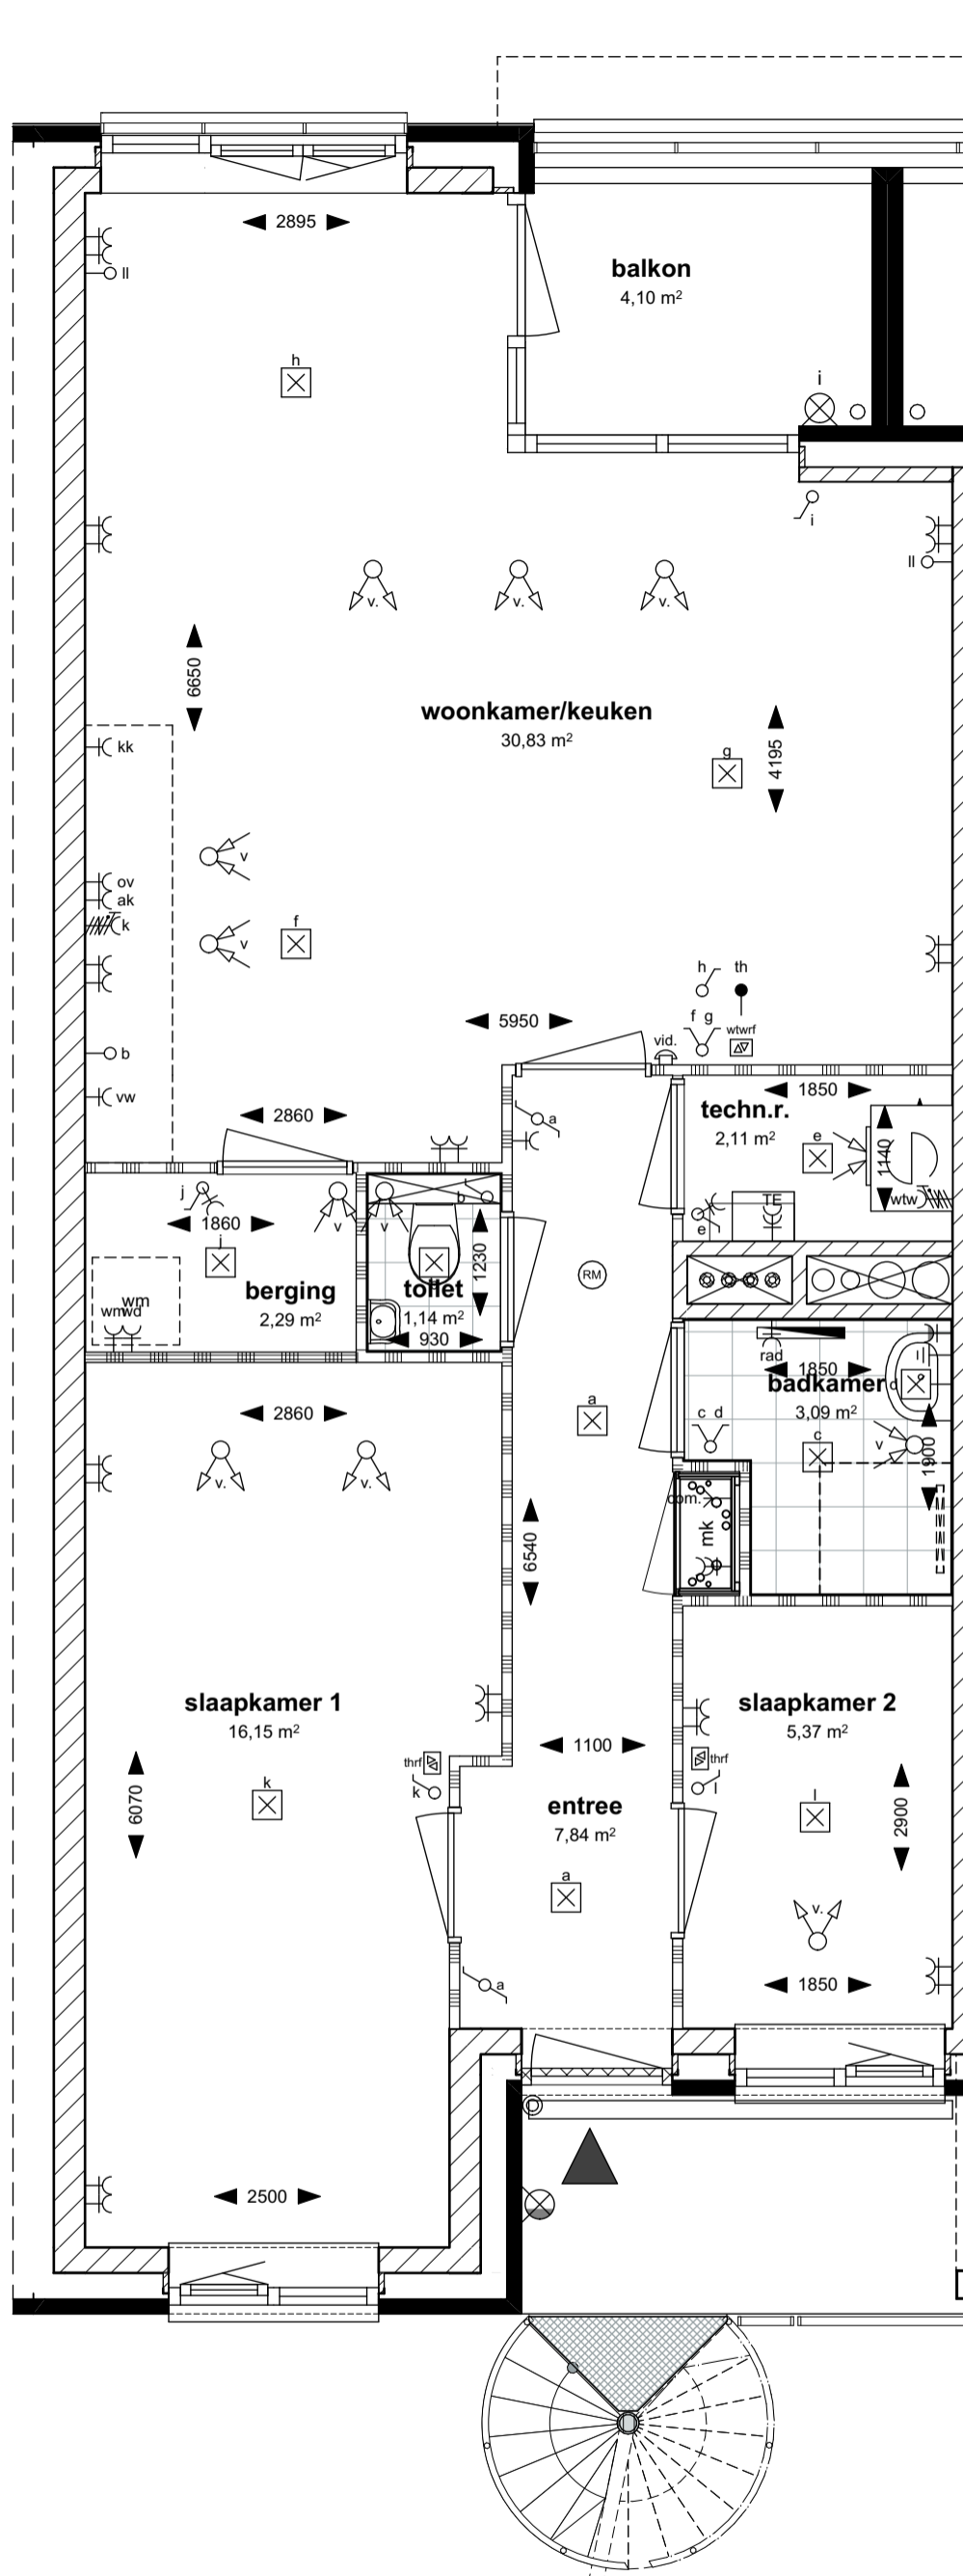 2895
balkon
4,10 m²
ll
h
i
i
ll
v.
v.
v.
6650
woonkamer/keuken
30,83 m²
g
4195
kk
v
ov
ak
k
f
v
h
th
f g
wtwrf
5950
vid.
b
vw
2860
a
1850
techn.r.
2,11 m²
e
1140
wtw
TE
e
j
1860
j
v
v
b
1230
berging
2,29 m²
toilet
1,14 m²
930
RM
wm
wm
wd
rad
1850
badkamer
d
3,09 m²
c d
c
v
1900
2860
a
v.
v.
com.
mk
6540
slaapkamer 1
16,15 m²
slaapkamer 2
5,37 m²
1100
thrf
k
thrf
l
k
6070
entree
7,84 m²
l
2900
a
v.
a
1850
2500